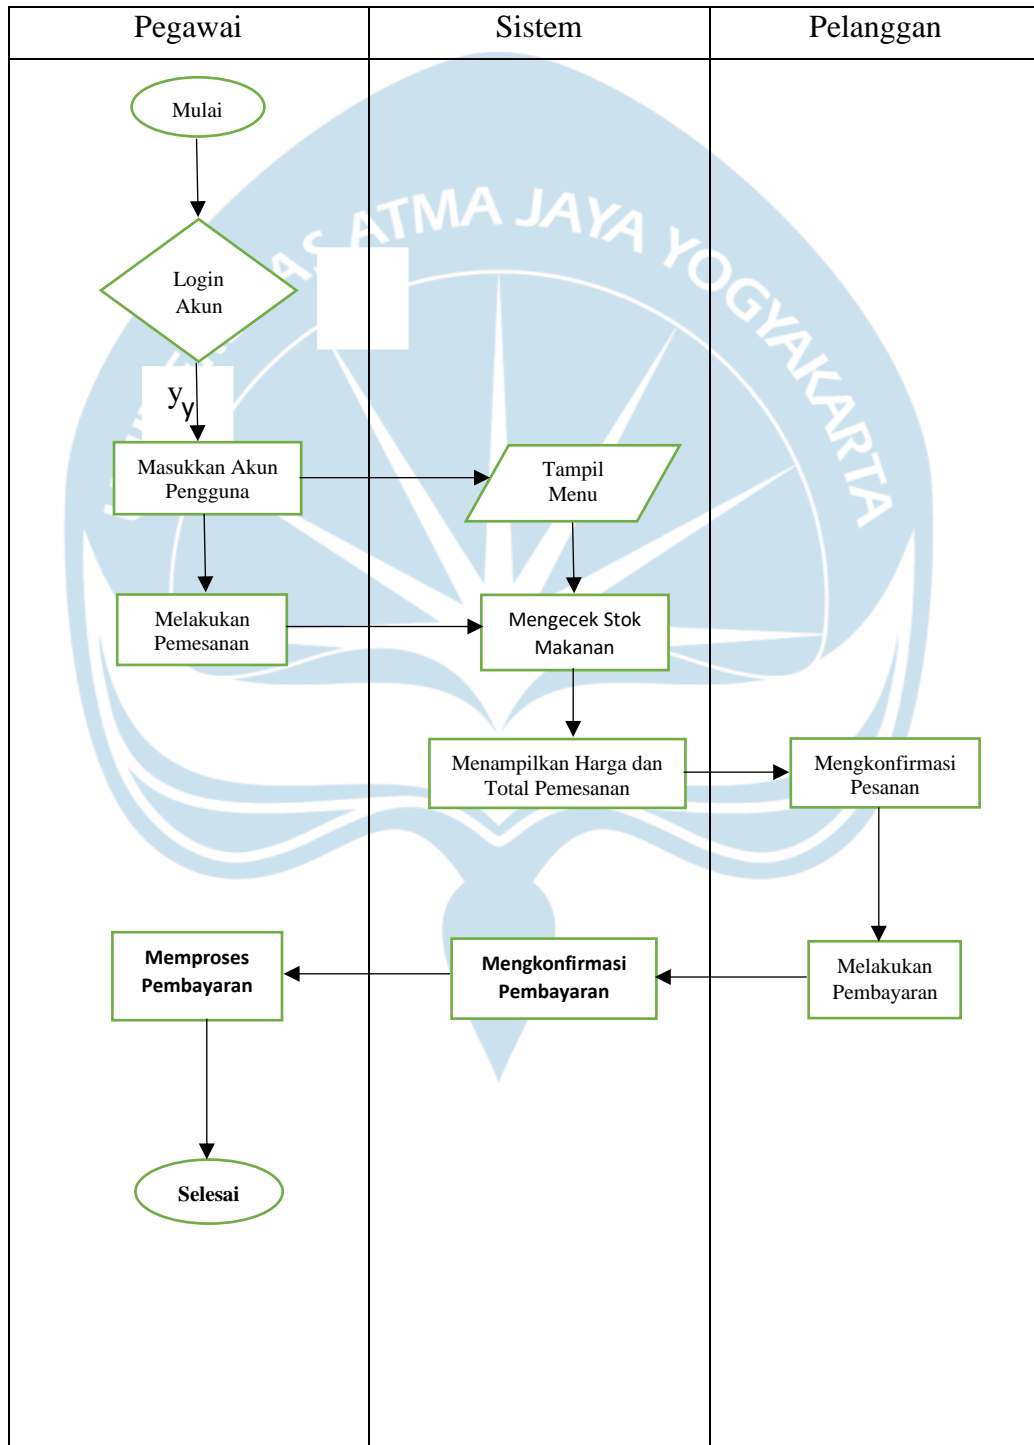 Pegawai
Sistem
Pelanggan
Mulai
AS ATMA JAYA YOGYAKARTA
Login
Akun
y
y
Masukkan Akun
Pengguna
Tampil
Menu
Melakukan
Pemesanan
Mengecek Stok
Makanan
Menampilkan Harga dan
Total Pemesanan
Mengkonfirmasi
Pesanan
Memproses
Pembayaran
Mengkonfirmasi
Pembayaran
Melakukan
Pembayaran
Selesai